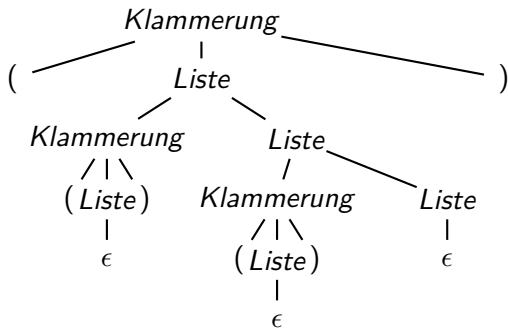 Klammerung
( Liste )
Klammerung Liste
( Liste ) Klammerung Liste
ϵ ( Liste ) ϵ
ϵ